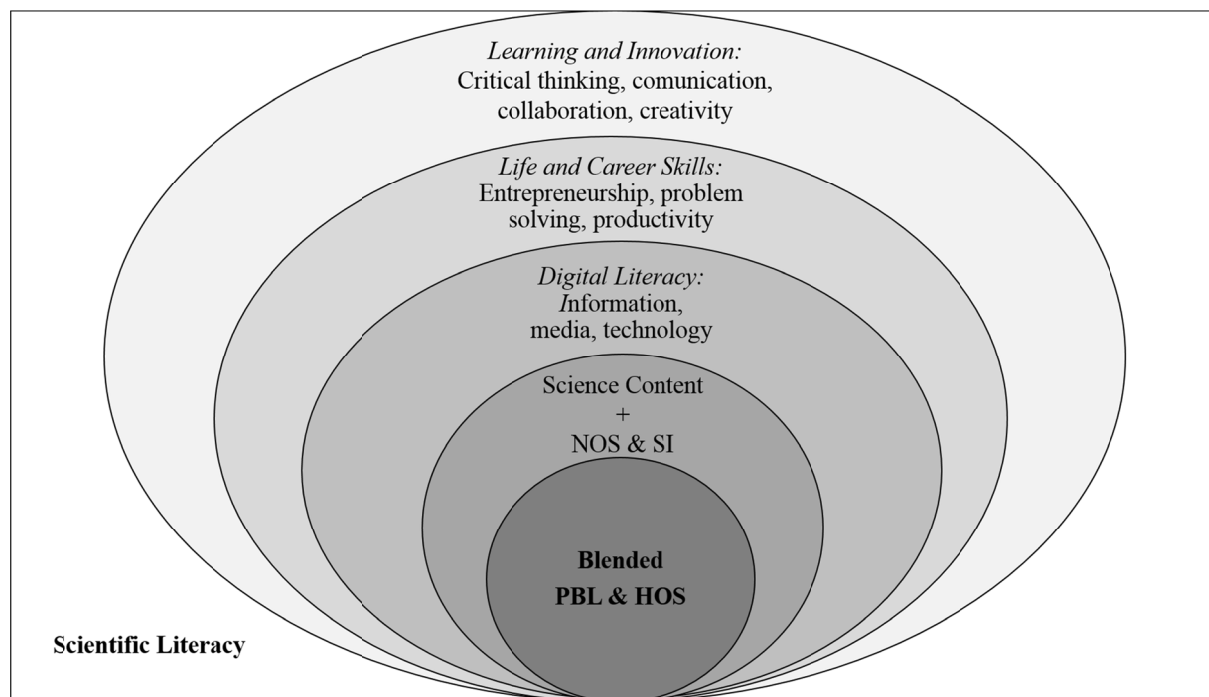 Learning and Innovation:
Critical thinking, comunication,
collaboration, creativity
Life and Career Skills:
Entrepreneurship, problem
solving, productivity
Digital Literacy:
Information,
media, technology
Science Content
+
NOS & SI
Blended
PBL & HOS
Scientific Literacy